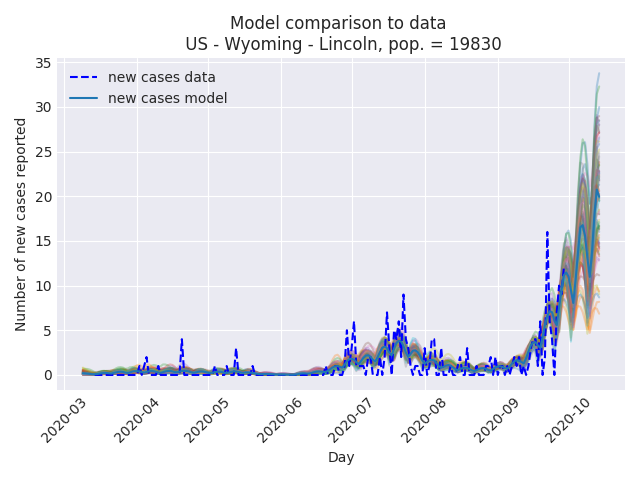 Model comparison to data
US - Wyoming - Lincoln, pop. = 19830
new cases data
new cases model
Number of new cases reported
35
30
25
20
15
10
5
0
2020-03
2020-04
2020-05
2020-06
2020-07
2020-08
2020-09
2020-10
Day